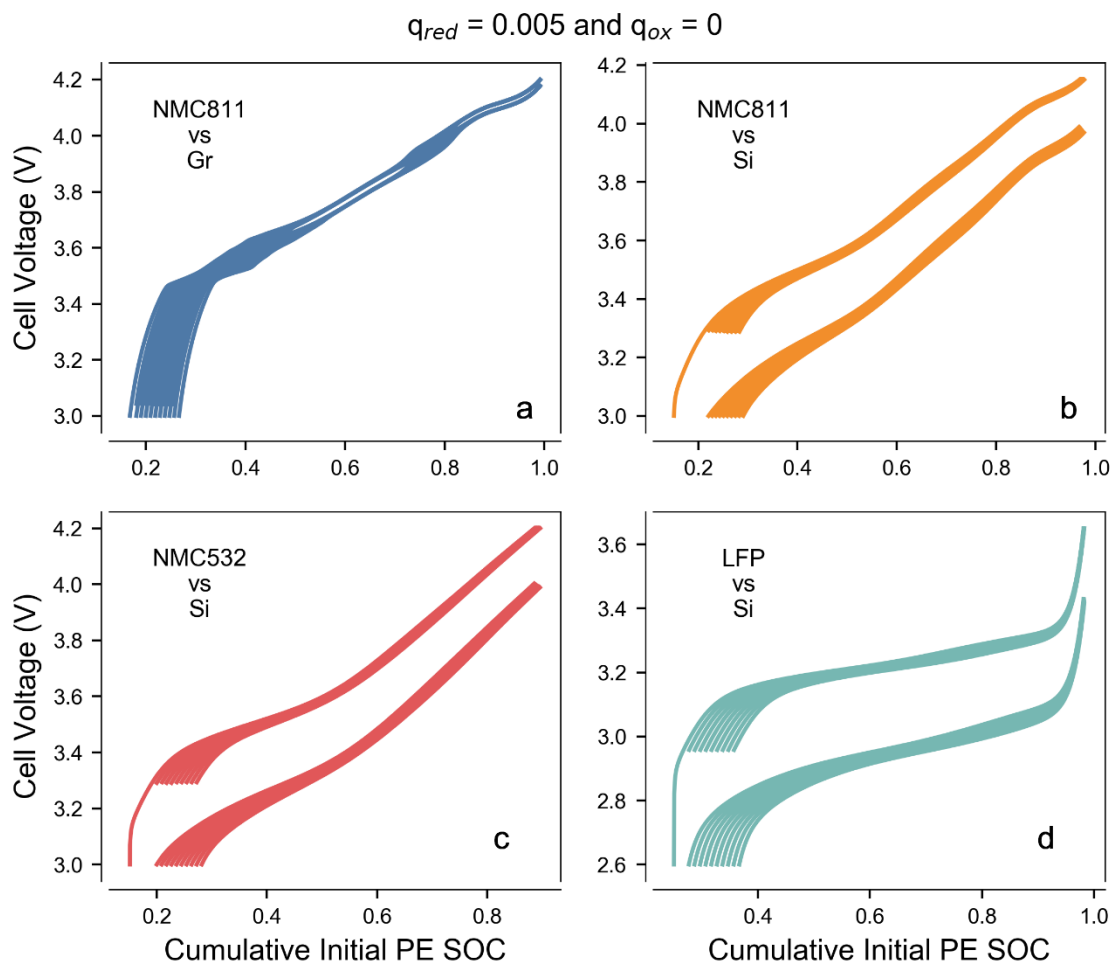 q_red = 0.005 and q_ox = 0
Cell Voltage (V)
4.2
4.0
3.8
3.6
3.4
3.2
3.0
NMC811
vs
Gr
a
0.2 0.4 0.6 0.8 1.0
4.2
4.0
3.8
3.6
3.4
3.2
3.0
NMC811
vs
Si
b
0.2 0.4 0.6 0.8 1.0
Cell Voltage (V)
4.2
4.0
3.8
3.6
3.4
3.2
3.0
NMC532
vs
Si
c
0.2 0.4 0.6 0.8
Cumulative Initial PE SOC
3.6
3.4
3.2
3.0
2.8
2.6
LFP
vs
Si
d
0.4 0.6 0.8 1.0
Cumulative Initial PE SOC